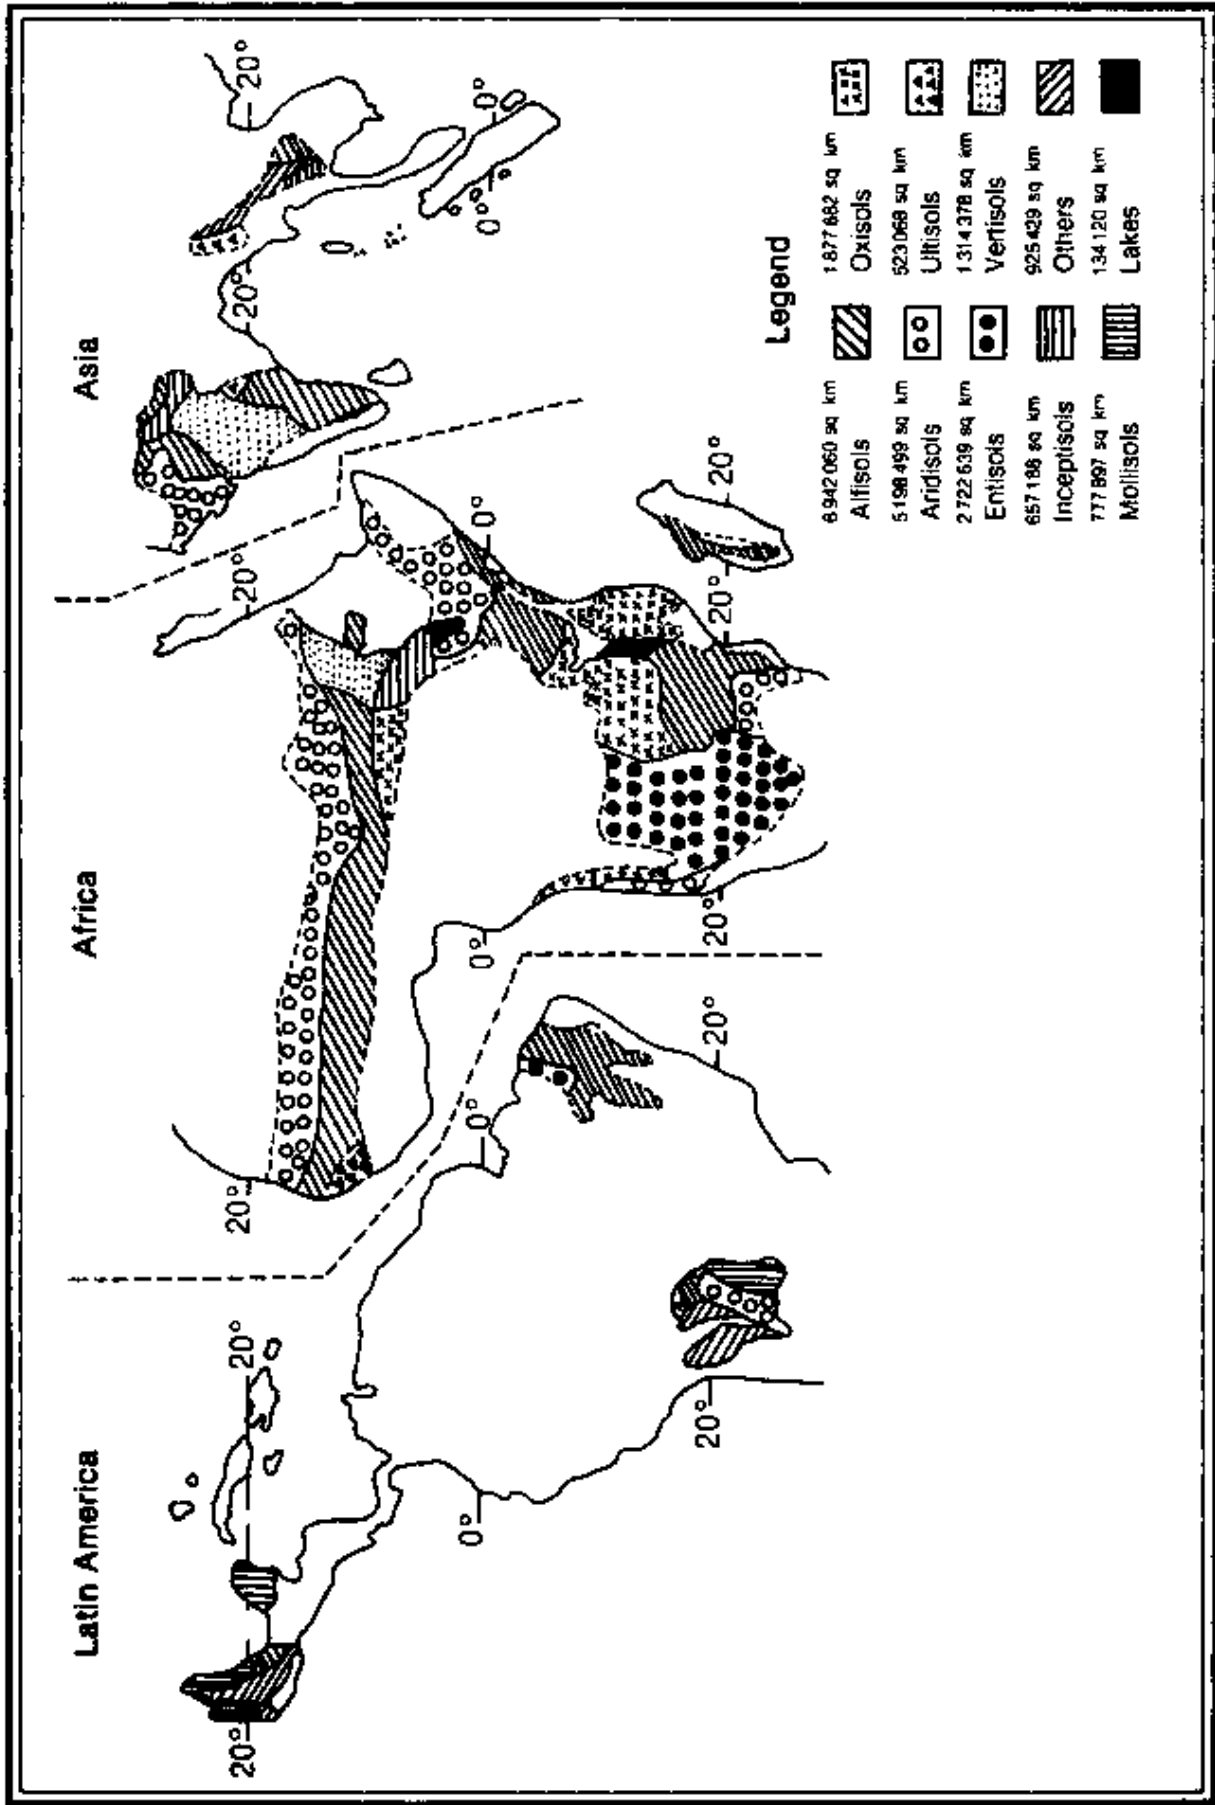 Latin America
Africa
Asia
20°
20°
20°
20°
20°
20°
0°
0°
0°
0°
0°
0°
20°
20°
20°
20°
20°
20°
Legend
6 942 060 sq km
Alfisols
1 877 682 sq km
Oxisols
5 198 499 sq km
Aridisols
523 068 sq km
Ultisols
2 722 639 sq km
Entisols
1 314 378 sq km
Vertisols
657 188 sq km
Inceptisols
925 429 sq km
Others
777 897 sq km
Mollisols
134 120 sq km
Lakes